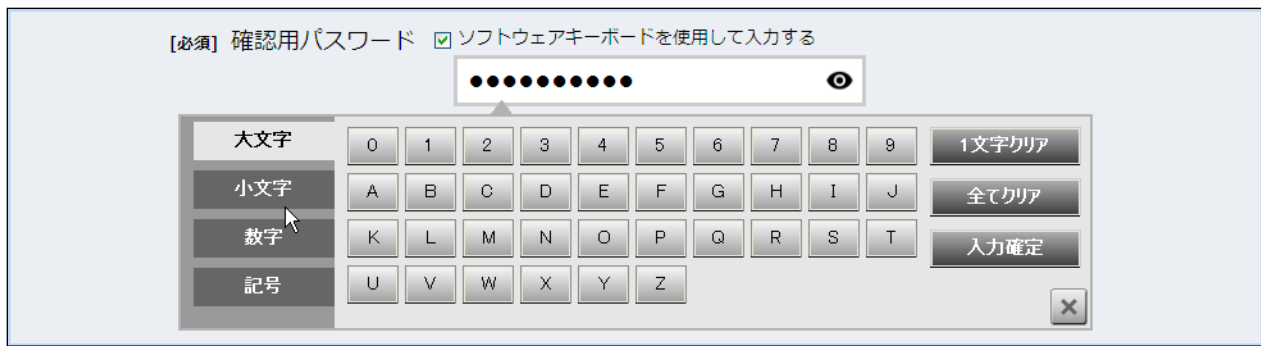 [必須] 確認用パスワード ソフトウェアキーボードを使用して入力する
●●●●●●●●●●
大文字 0 1 2 3 4 5 6 7 8 9 1文字クリア
小文字 A B C D E F G H I J 全てクリア
数字 K L M N O P Q R S T 入力確定
記号 U V W X Y Z
×